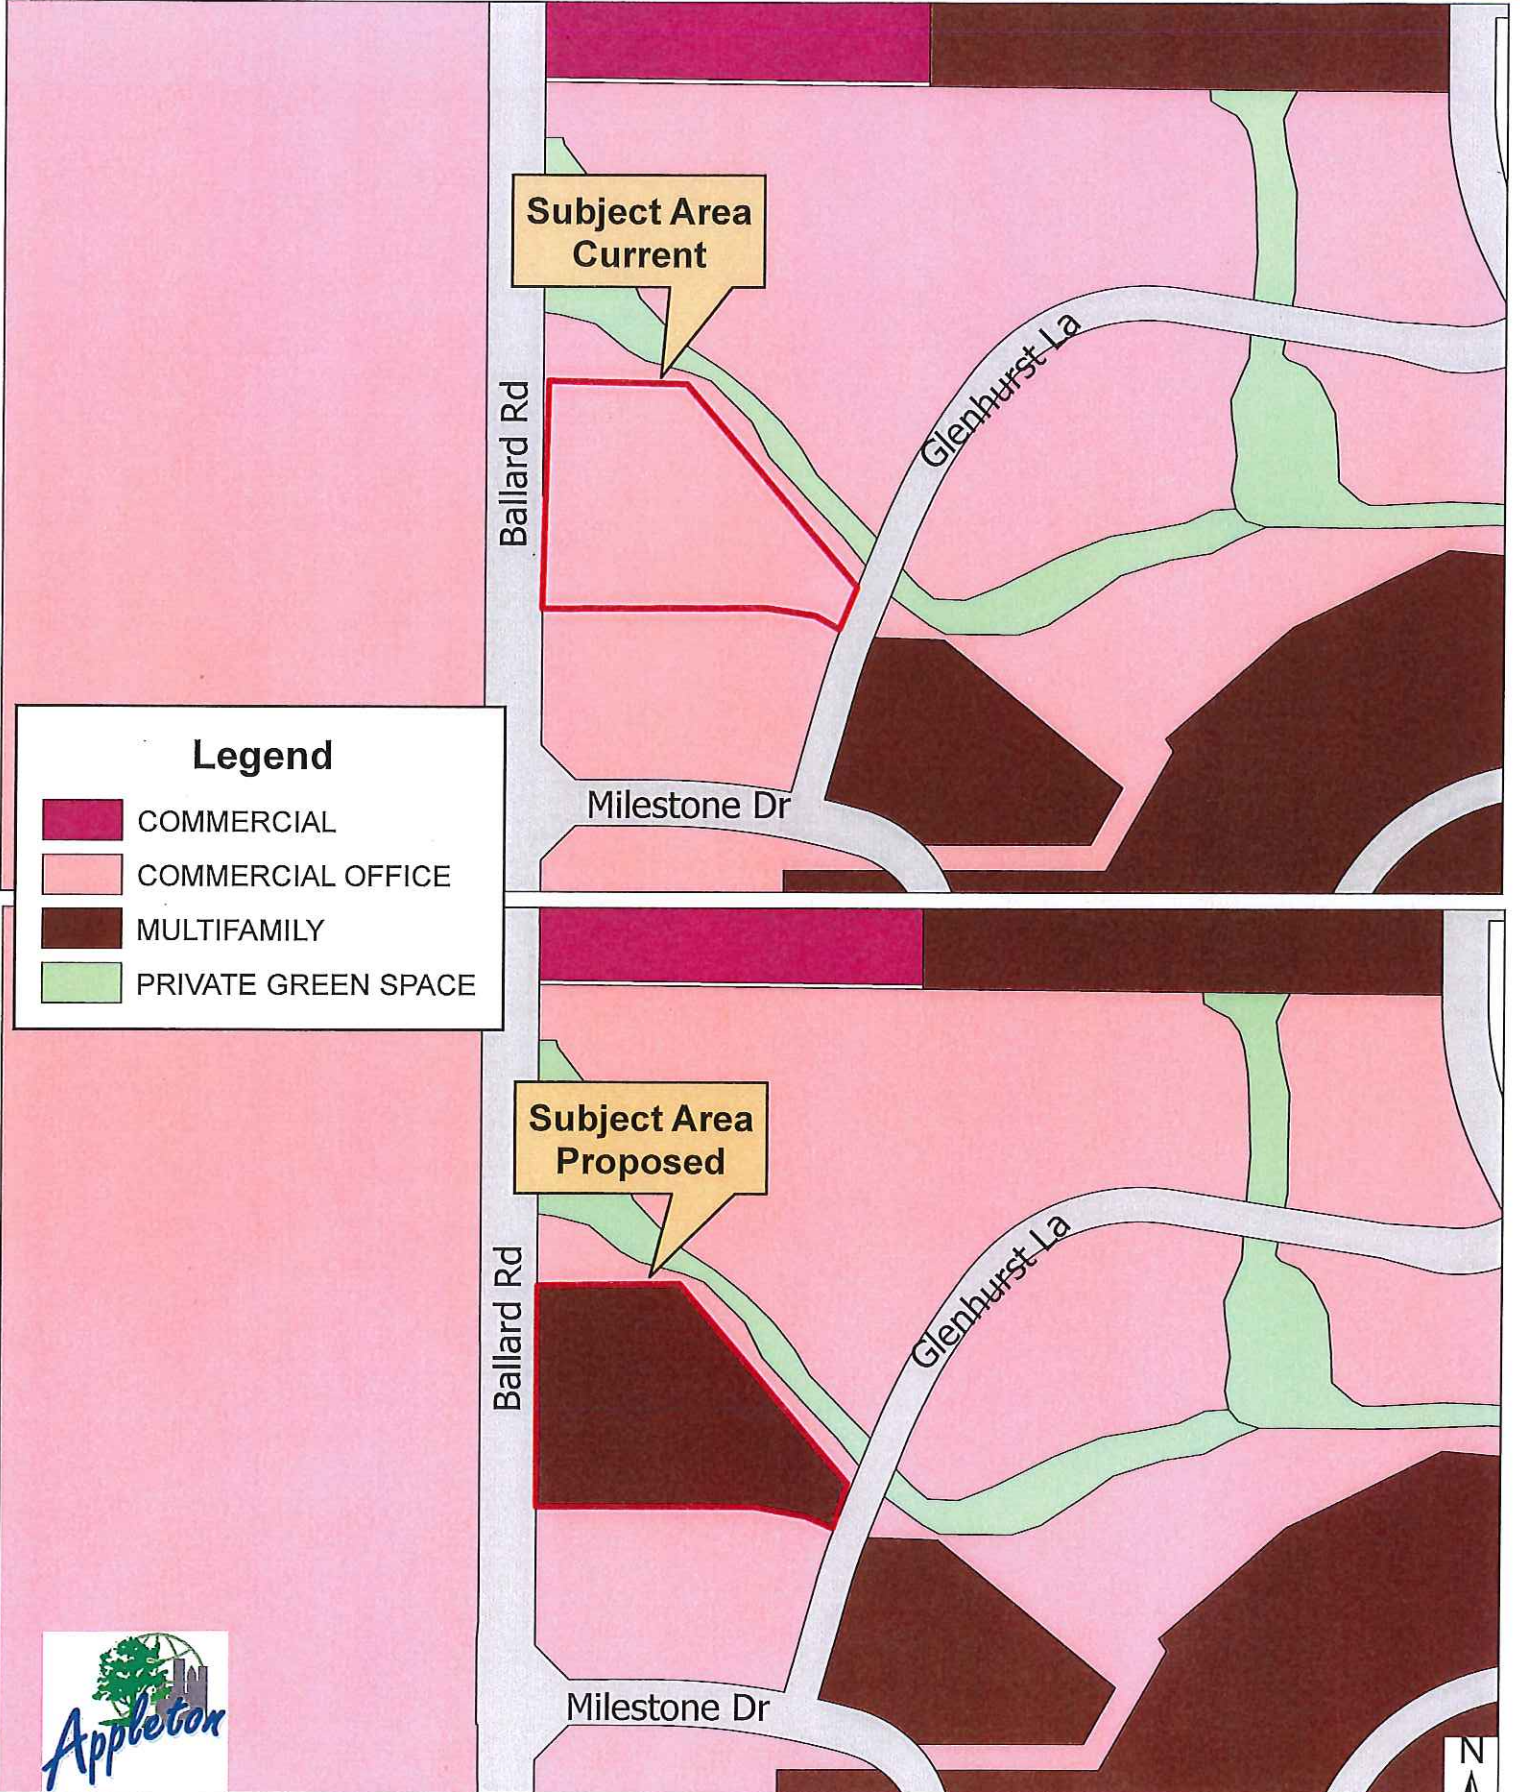 Subject Area
Current
Ballard Rd
Glenhurst La
Milestone Dr
Legend
COMMERCIAL
COMMERCIAL OFFICE
MULTIFAMILY
PRIVATE GREEN SPACE
Subject Area
Proposed
Ballard Rd
Glenhurst La
Milestone Dr
Appleton
N